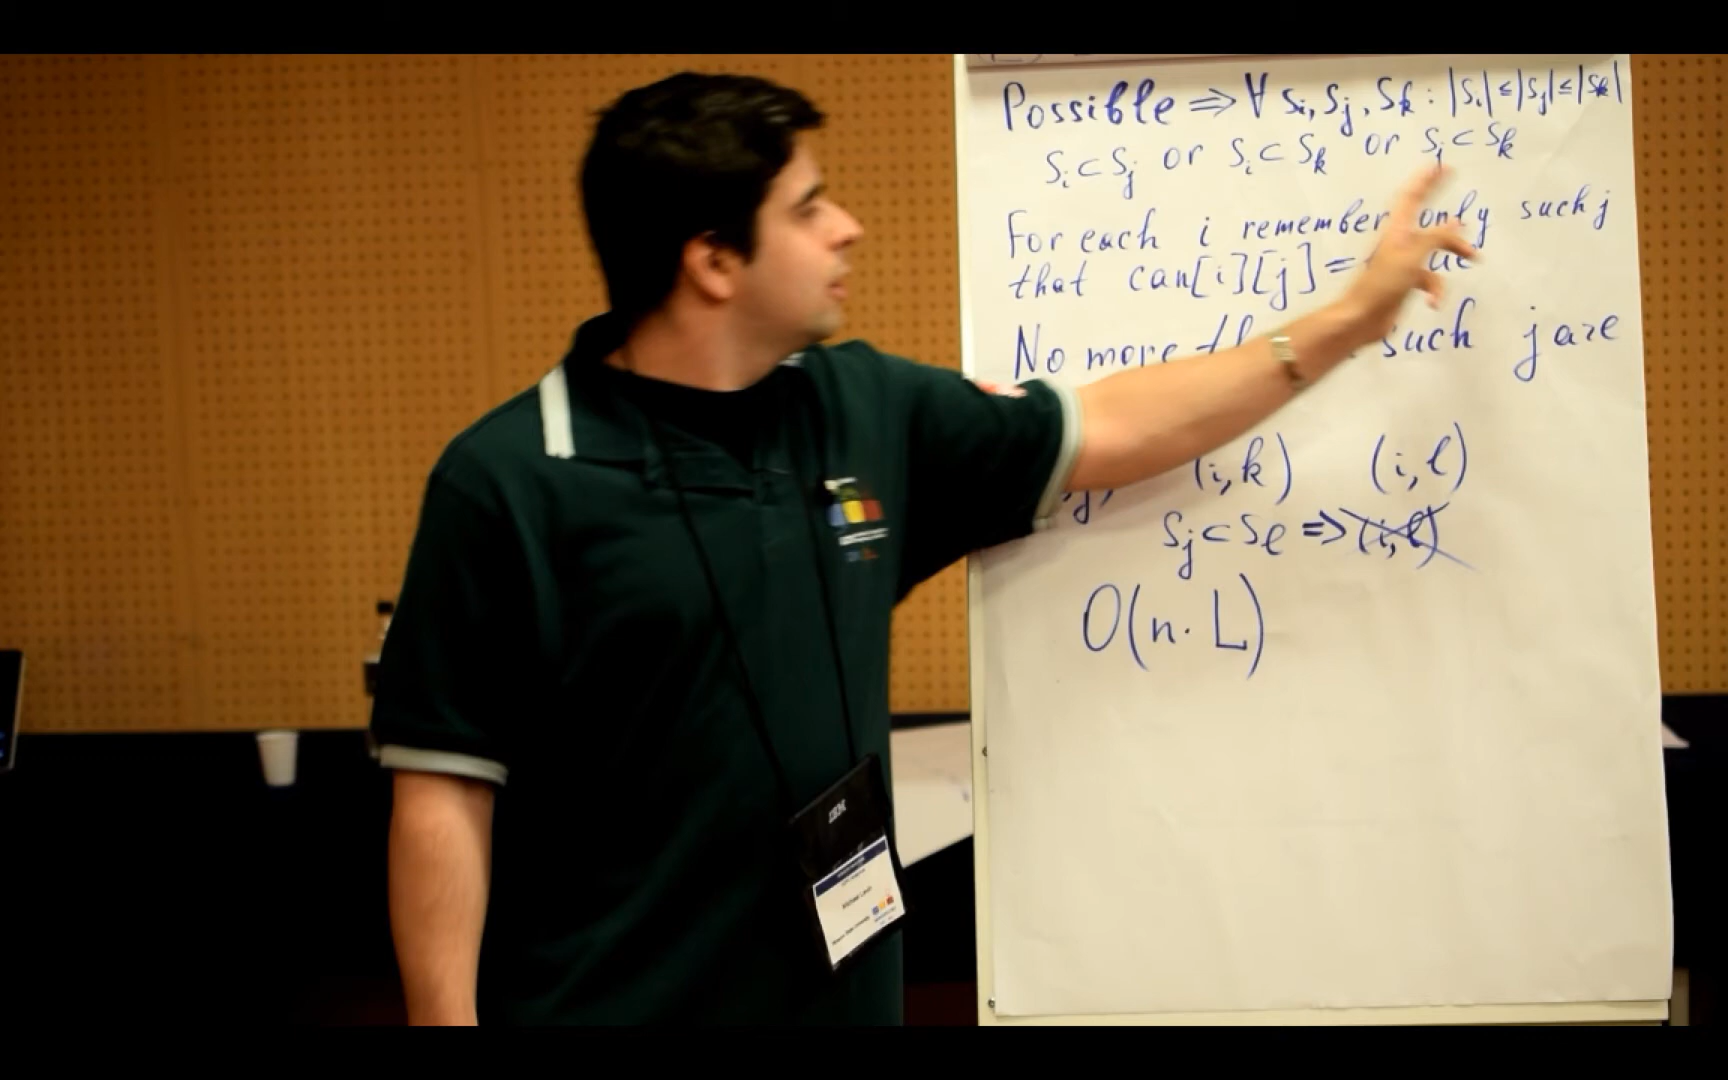 Possible ⇒ ∀ Si, Sj, Sk : |Si| ≤ |Sj| ≤ |Sk|
Si ⊂ Sj or Si ⊂ Sk or Sj ⊂ Sk
For each i remember only such j
that can[i][j] =
No more such j are
(i,k) (i,l)
Sj ⊂ Sl ⇒ (i,l)
O(n·L)
IBM